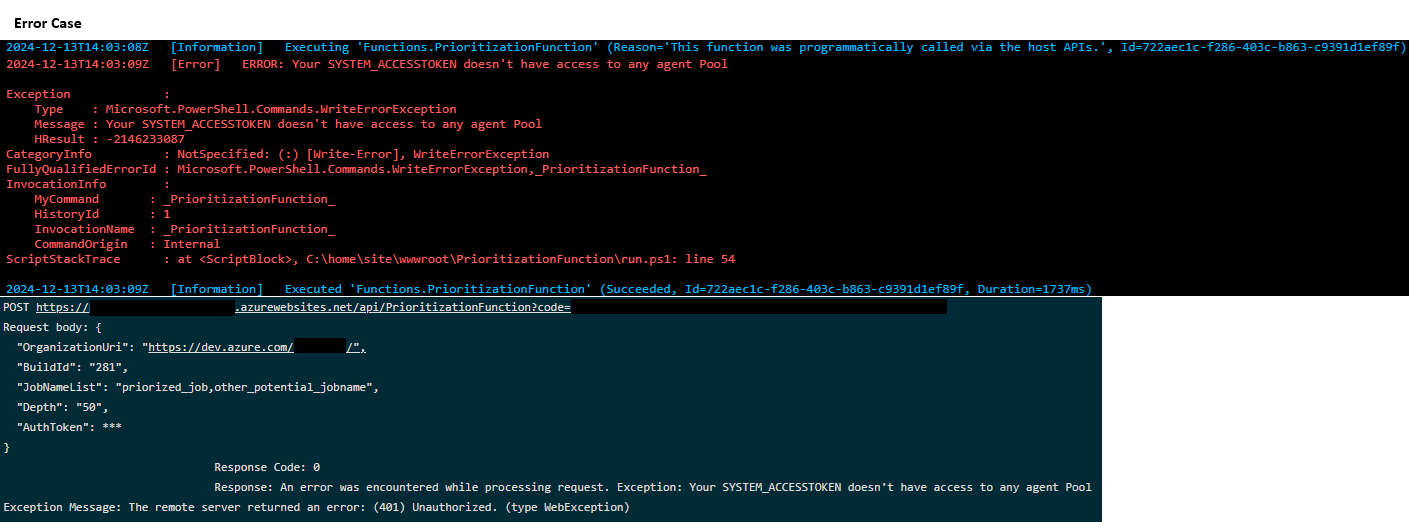 Error Case
2024-12-13T14:03:08Z [Information] Executing 'Functions.PrioritizationFunction' (Reason='This function was programmatically called via the host APIs.', Id=722aec1c-f286-403c-b863-c9391d1ef89f)
2024-12-13T14:03:09Z [Error] ERROR: Your SYSTEM_ACCESSTOKEN doesn't have access to any agent Pool
Exception :
Type : Microsoft.PowerShell.Commands.WriteErrorException
Message : Your SYSTEM_ACCESSTOKEN doesn't have access to any agent Pool
HResult : -2146233087
CategoryInfo : NotSpecified: (:) [Write-Error], WriteErrorException
FullyQualifiedErrorId : Microsoft.PowerShell.Commands.WriteErrorException,_PrioritizationFunction_
InvocationInfo :
MyCommand : _PrioritizationFunction_
HistoryId : 1
InvocationName : _PrioritizationFunction_
CommandOrigin : Internal
ScriptStackTrace : at <ScriptBlock>, C:\home\site\wwwroot\PrioritizationFunction\run.ps1: line 54
2024-12-13T14:03:09Z [Information] Executed 'Functions.PrioritizationFunction' (Succeeded, Id=722aec1c-f286-403c-b863-c9391d1ef89f, Duration=1737ms)
POST https:// .azurewebsites.net/api/PrioritizationFunction?code=
Request body: {
"OrganizationUri": "https://dev.azure.com/ /",
"BuildId": "281",
"JobNameList": "priorized_job,other_potential_jobname",
"Depth": "50",
"AuthToken": ***
}
Response Code: 0
Response: An error was encountered while processing request. Exception: Your SYSTEM_ACCESSTOKEN doesn't have access to any agent Pool
Exception Message: The remote server returned an error: (401) Unauthorized. (type WebException)